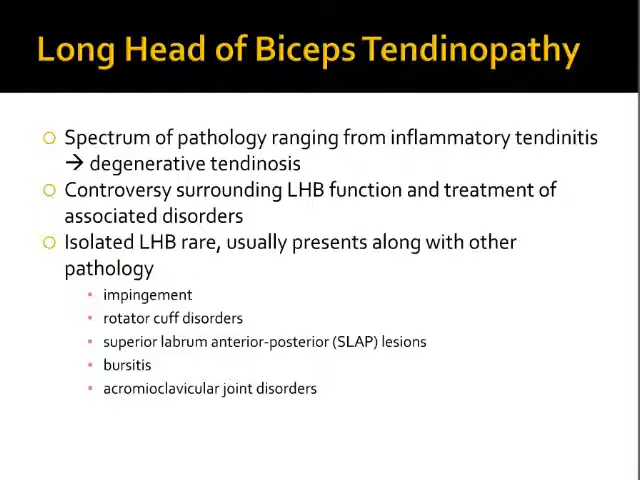 Long Head of Biceps Tendinopathy
Spectrum of pathology ranging from inflammatory tendinitis
→ degenerative tendinosis
Controversy surrounding LHB function and treatment of
associated disorders
Isolated LHB rare, usually presents along with other
pathology
impingement
rotator cuff disorders
superior labrum anterior-posterior (SLAP) lesions
bursitis
acromioclavicular joint disorders